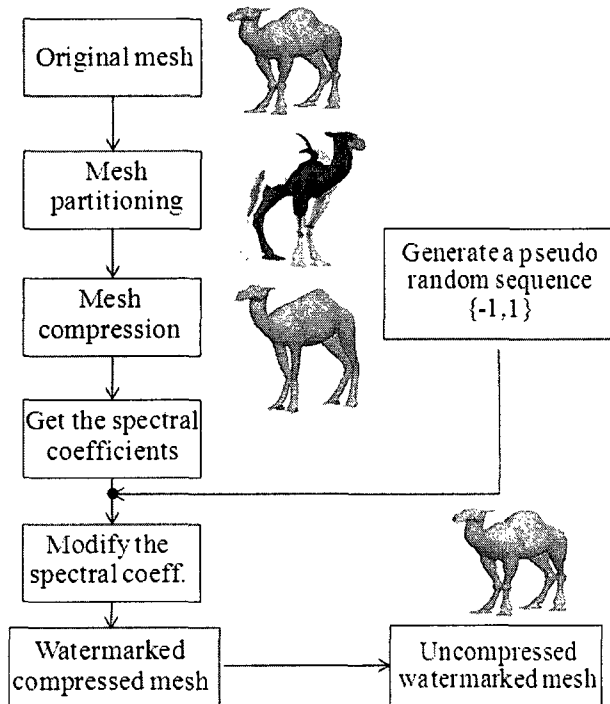 Original mesh
Mesh
partitioning
Mesh
compression
Generate a pseudo
random sequence
{-1,1}
Get the spectral
coefficients
Modify the
spectral coeff.
Watermarked
compressed mesh
Uncompressed
watermarked mesh